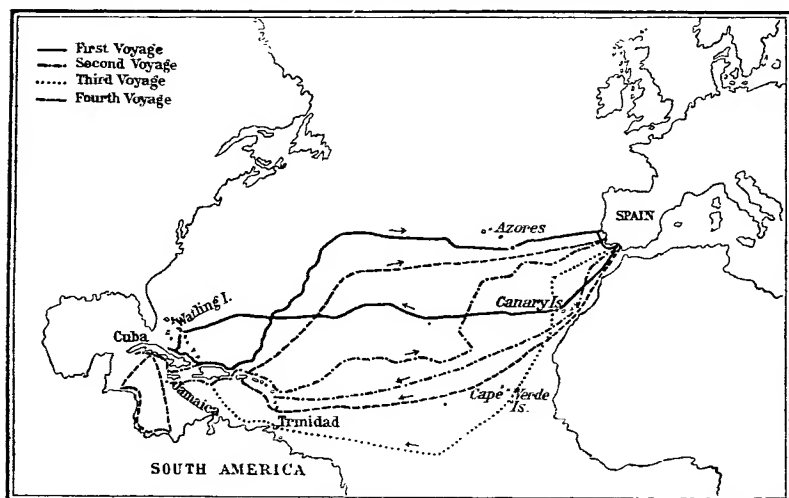 First Voyage
Second Voyage
Third Voyage
Fourth Voyage
SPAIN
Azores
Canary Is.
Watling I.
Cuba
Jamaica
Cape Verde
Is.
Trinidad
SOUTH AMERICA